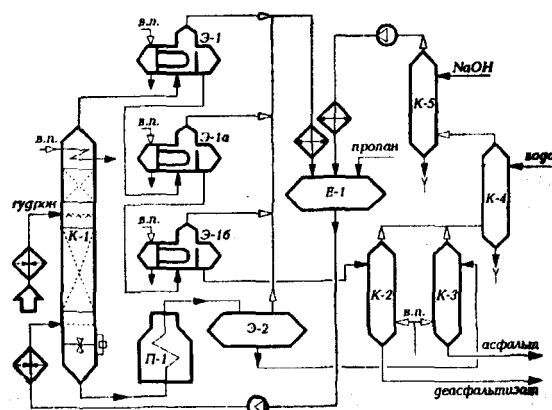 в.п.
Э-1
NaOH
К-5
в.п.
Э-1а
пропан
вода
в.п.
Е-1
К-4
гудрон
К-1
в.п.
Э-1б
К-2
К-3
в.п.
Э-2
П-1
асфальт
деасфальтизат